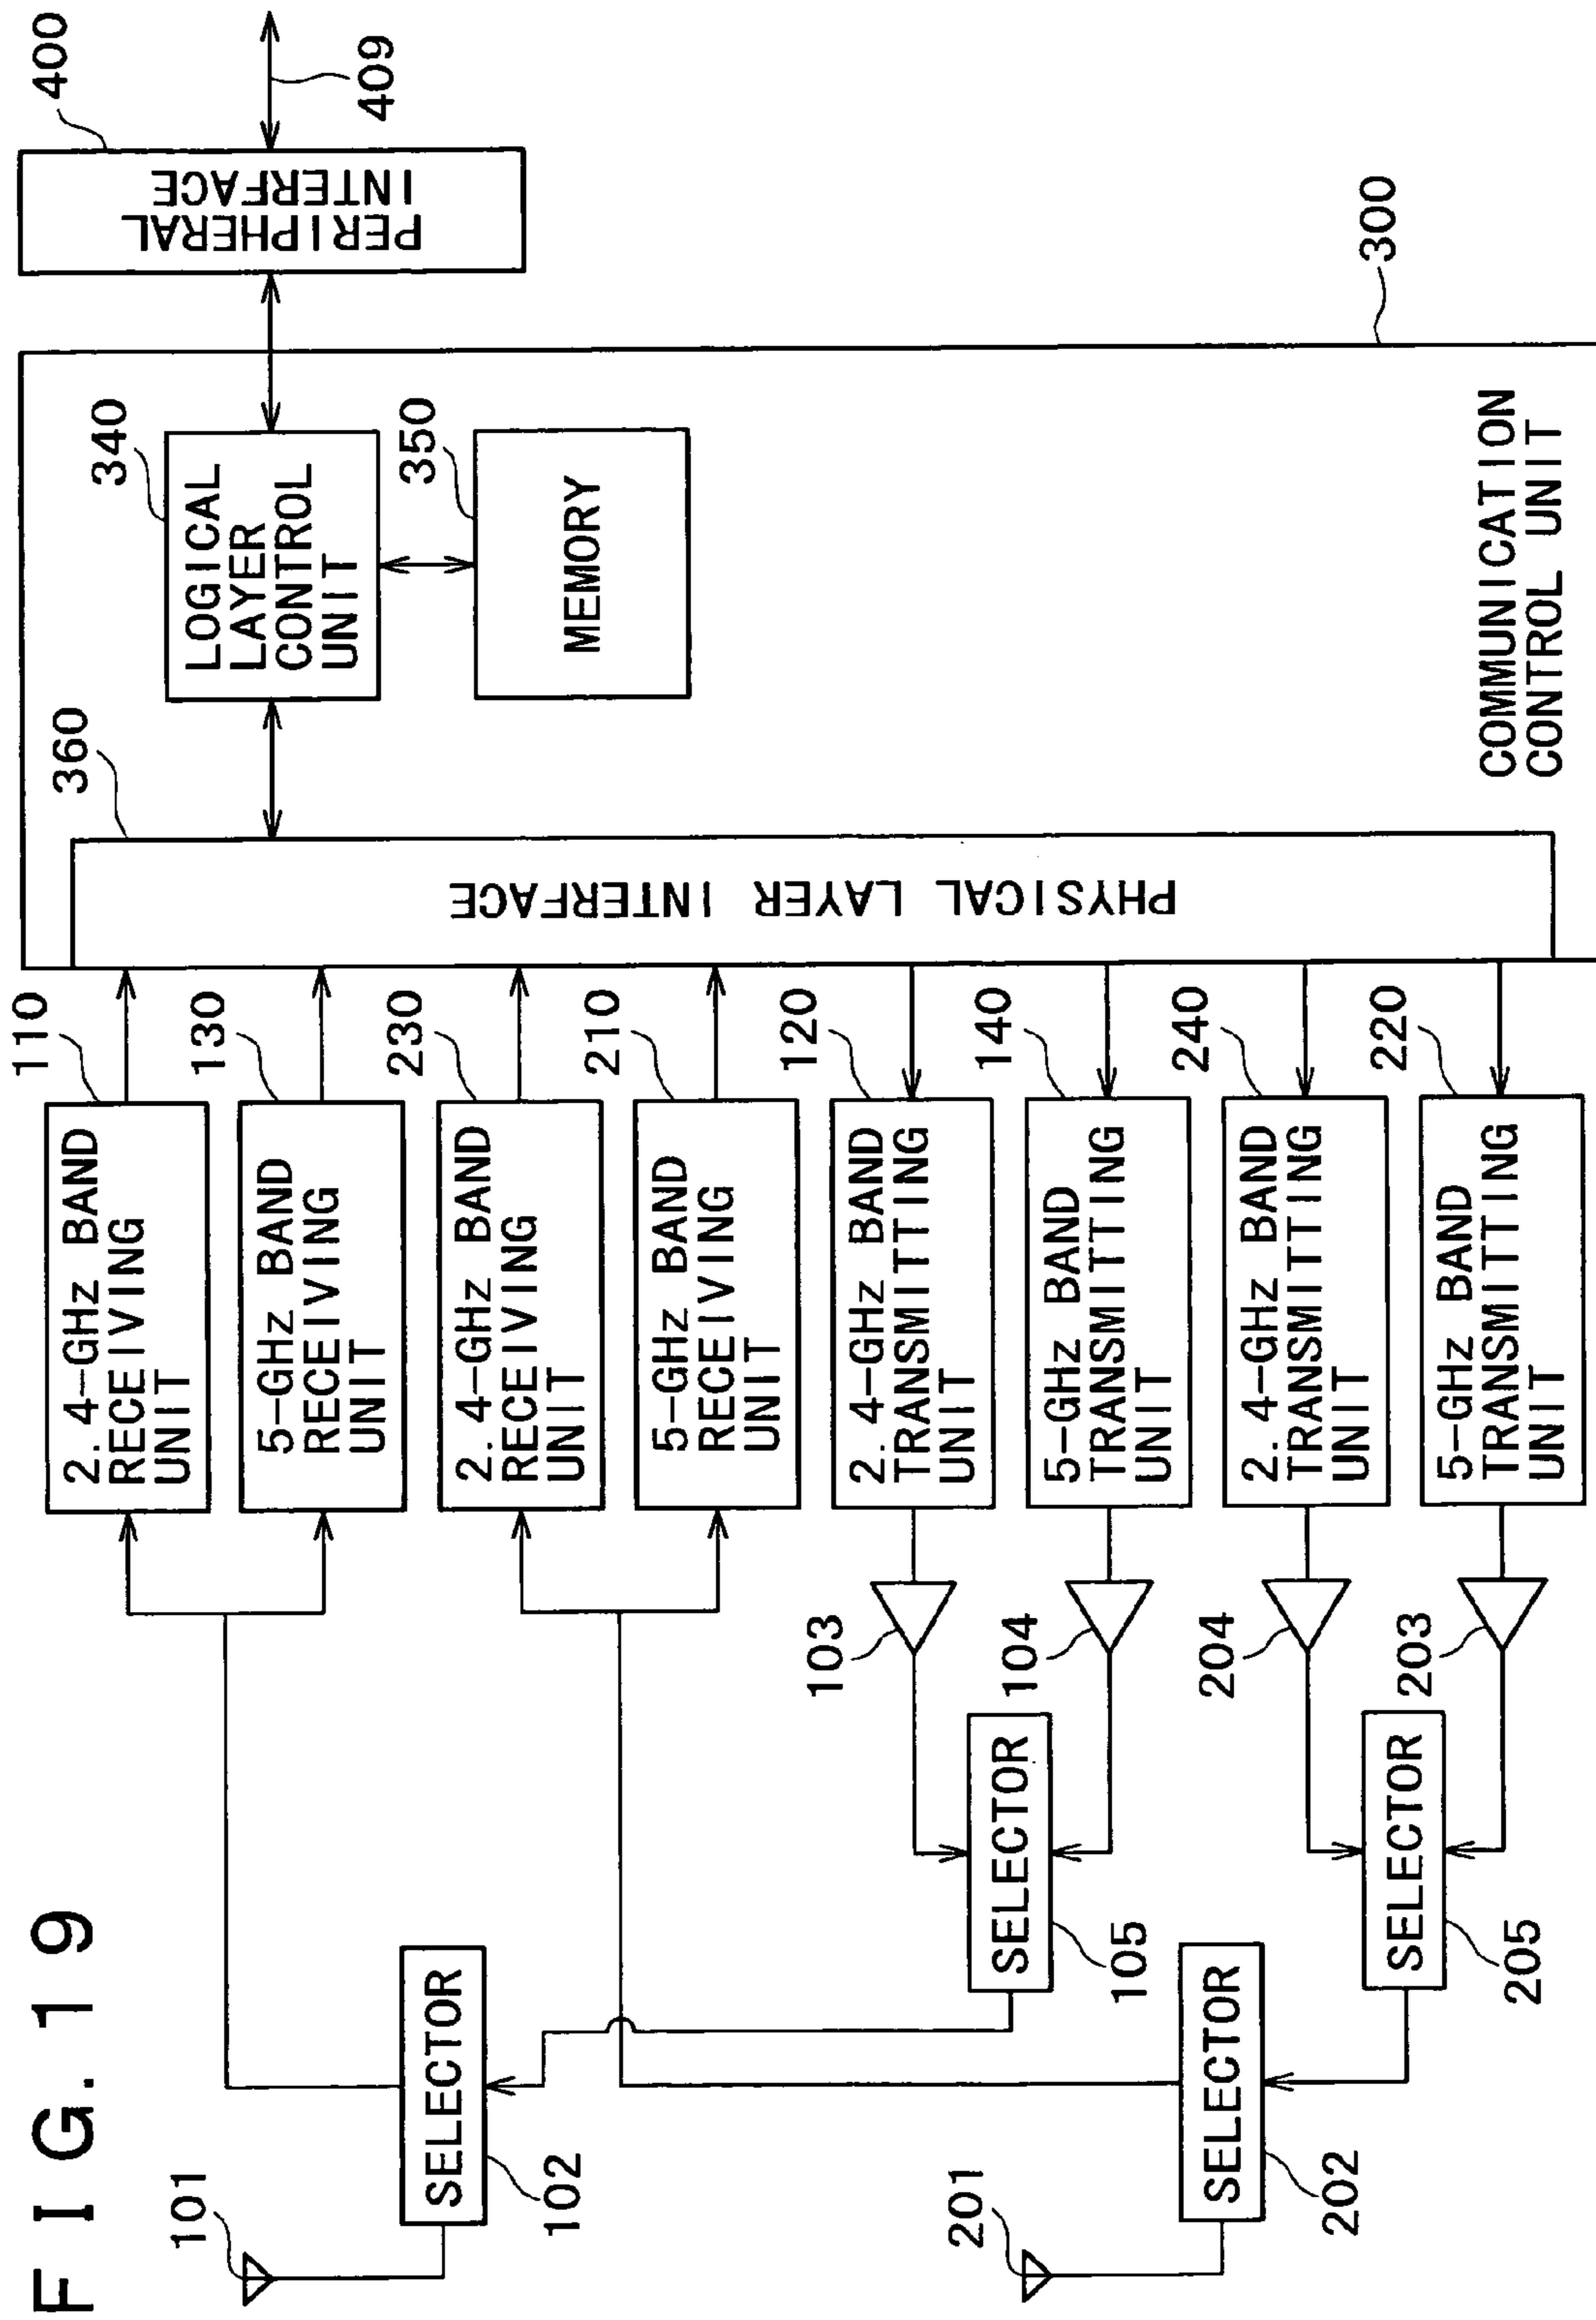 FIG. 19
101
SELECTOR
102
201
SELECTOR
202
SELECTOR
105
SELECTOR
205
103
104
204
203
2.4-GHz BAND
RECEIVING
UNIT
110
5-GHz BAND
RECEIVING
UNIT
130
2.4-GHz BAND
RECEIVING
UNIT
230
5-GHz BAND
RECEIVING
UNIT
210
2.4-GHz BAND
TRANSMITTING
UNIT
120
5-GHz BAND
TRANSMITTING
UNIT
140
2.4-GHz BAND
TRANSMITTING
UNIT
240
5-GHz BAND
TRANSMITTING
UNIT
220
PHYSICAL LAYER INTERFACE
360
LOGICAL
LAYER
CONTROL
UNIT
340
MEMORY
350
COMMUNICATION
CONTROL UNIT
300
PERIPHERAL
INTERFACE
400
409